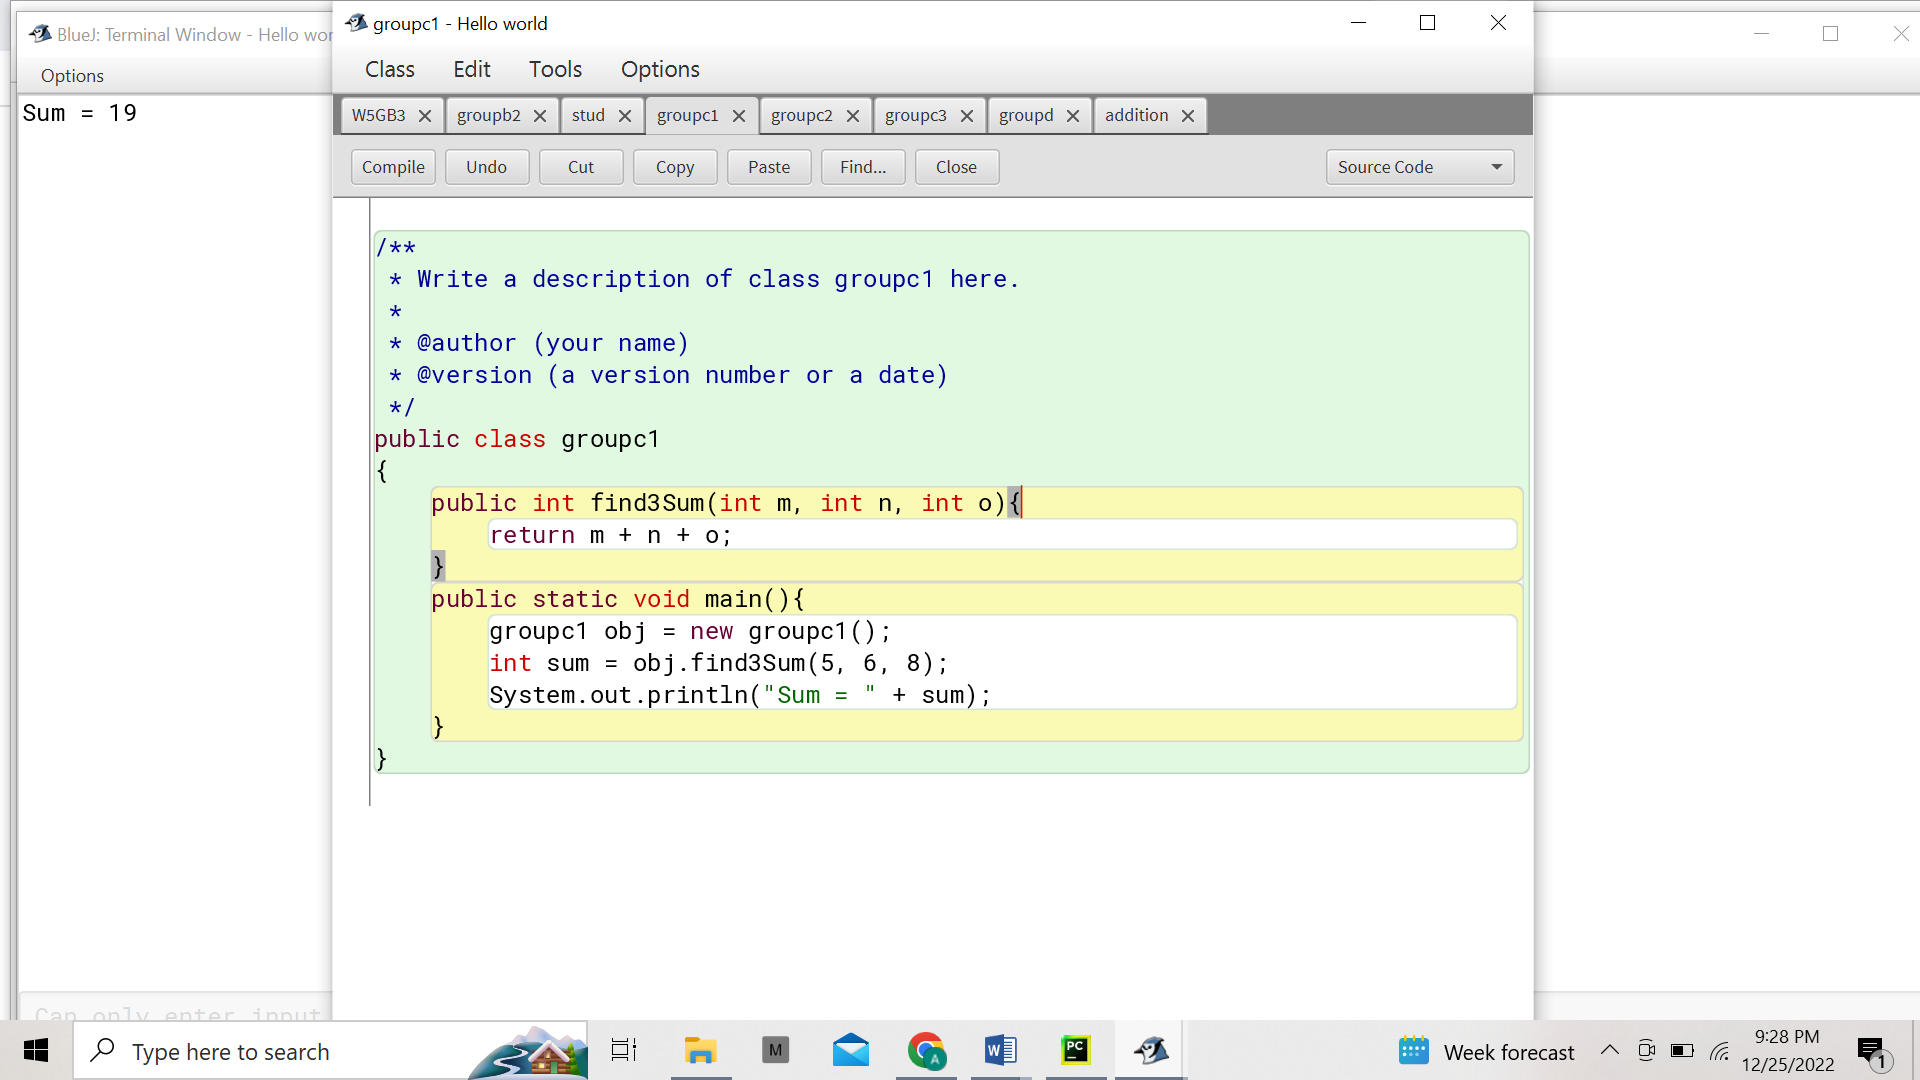 BlueJ: Terminal Window - Hello wor
Options
Sum = 19
groupc1 - Hello world
Class Edit Tools Options
W5GB3 groupb2 stud groupc1 groupc2 groupc3 groupd addition
Compile Undo Cut Copy Paste Find... Close Source Code
/**
 * Write a description of class groupc1 here.
 *
 * @author (your name)
 * @version (a version number or a date)
 */
public class groupc1
{
    public int find3Sum(int m, int n, int o){
        return m + n + o;
    }
    public static void main(){
        groupc1 obj = new groupc1();
        int sum = obj.find3Sum(5, 6, 8);
        System.out.println("Sum = " + sum);
    }
}
Can only enter input
Type here to search
M
A
W
PC
Week forecast
9:28 PM
12/25/2022
1